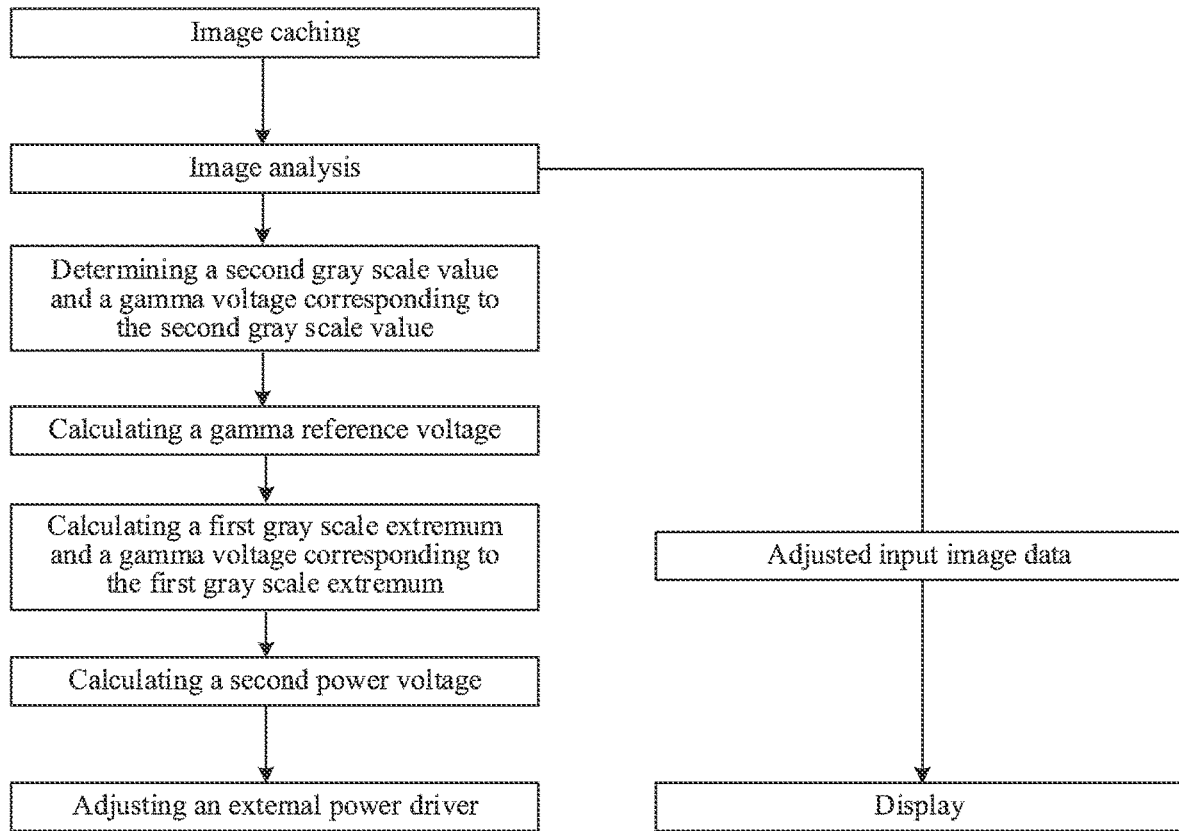 Image caching
Image analysis
Determining a second gray scale value
and a gamma voltage corresponding to
the second gray scale value
Calculating a gamma reference voltage
Calculating a first gray scale extremum
and a gamma voltage corresponding to
the first gray scale extremum
Calculating a second power voltage
Adjusting an external power driver
Adjusted input image data
Display